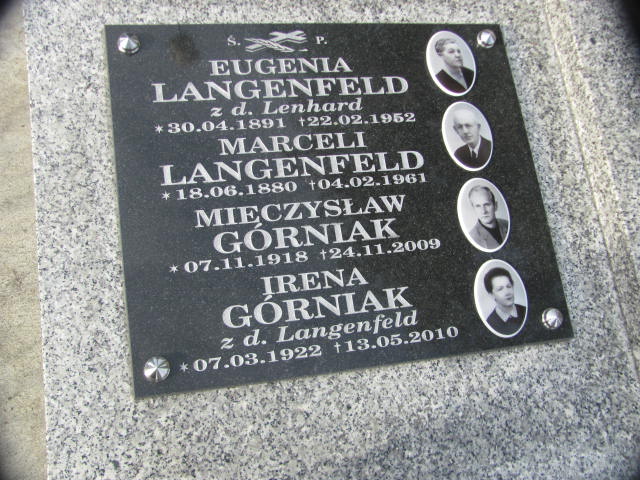 Ś. P.
EUGENIA
LANGENFELD
z d. Lenhard
*30.04.1891 †22.02.1952
MARCELI
LANGENFELD
*18.06.1880 †04.02.1961
MIECZYSŁAW
GÓRNIAK
*07.11.1918 †24.11.2009
IRENA
GÓRNIAK
z d. Langenfeld
*07.03.1922 †13.05.2010